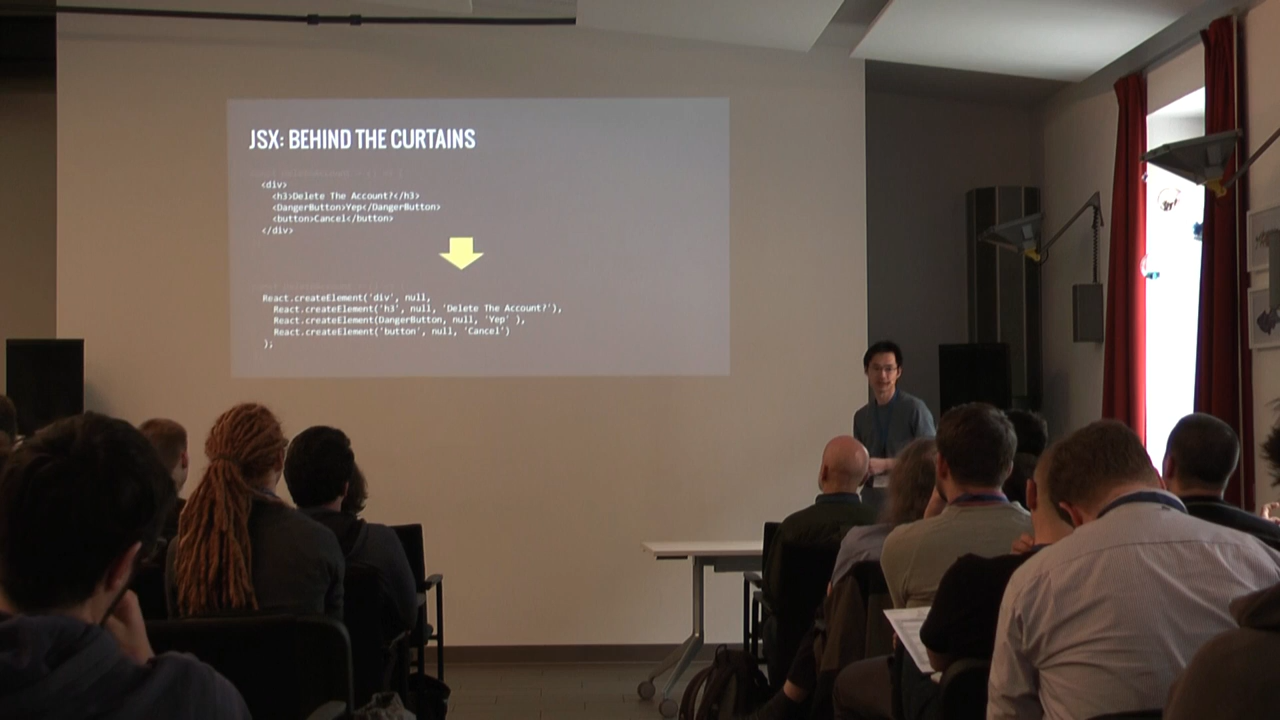 JSX: BEHIND THE CURTAINS
<div>
<h3>Delete The Account?</h3>
<DangerButton>Yep</DangerButton>
<button>Cancel</button>
</div>
React.createElement('div', null,
React.createElement('h3', null, 'Delete The Account?'),
React.createElement(DangerButton, null, 'Yep' ),
React.createElement('button', null, 'Cancel')
);